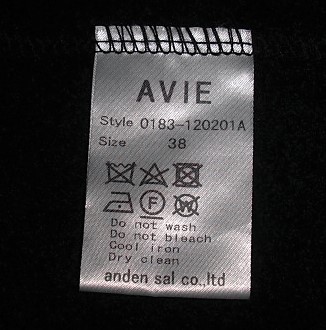 AVIE
Style 0183-120201A
Size 38
F W
Do not wash
Do not bleach
Cool iron
Dry clean
anden sal co.,ltd